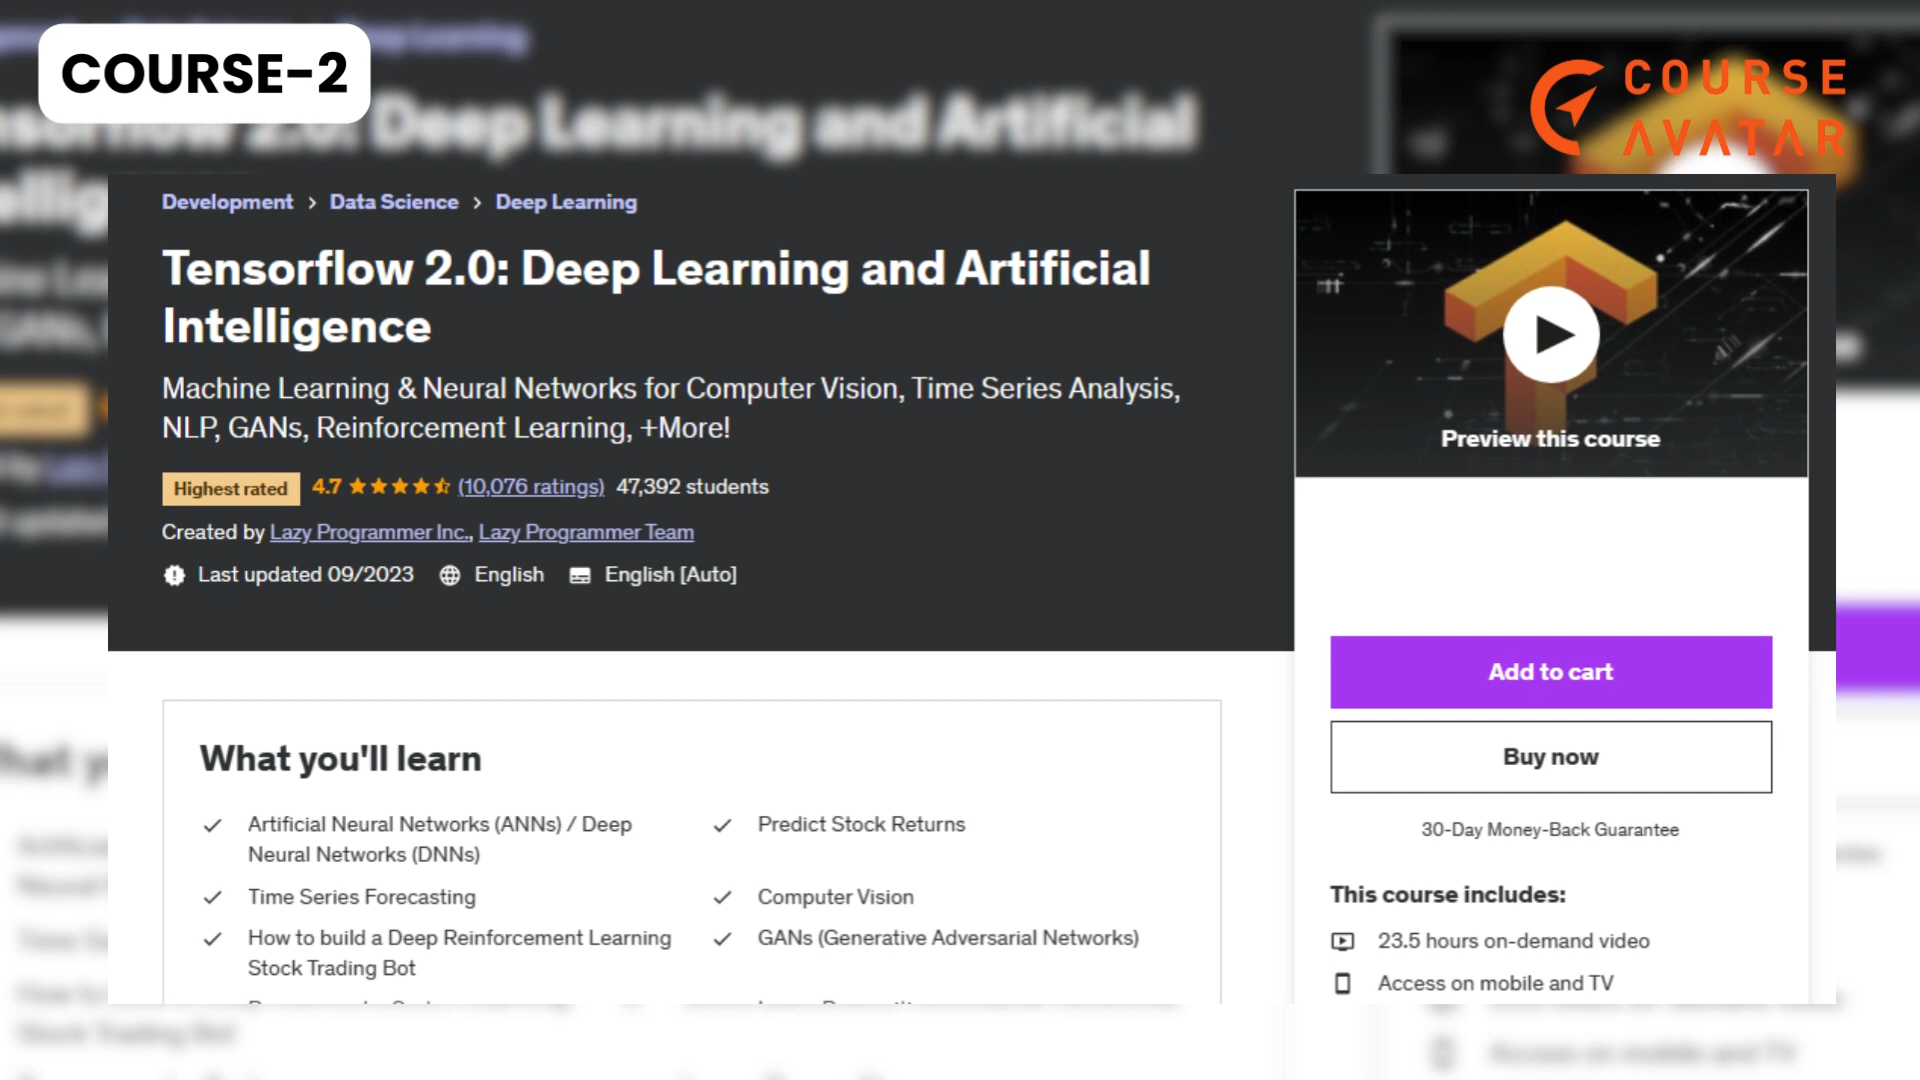 COURSE-2
COURSE
AVATAR
Development > Data Science > Deep Learning
Tensorflow 2.0: Deep Learning and Artificial
Intelligence
Machine Learning & Neural Networks for Computer Vision, Time Series Analysis,
NLP, GANs, Reinforcement Learning, +More!
Highest rated 4.7 (10,076 ratings) 47,392 students
Created by Lazy Programmer Inc., Lazy Programmer Team
Last updated 09/2023 English English [Auto]
Preview this course
Add to cart
Buy now
30-Day Money-Back Guarantee
This course includes:
23.5 hours on-demand video
Access on mobile and TV
What you'll learn
Artificial Neural Networks (ANNs) / Deep
Neural Networks (DNNs)
Predict Stock Returns
Time Series Forecasting
Computer Vision
How to build a Deep Reinforcement Learning
Stock Trading Bot
GANs (Generative Adversarial Networks)